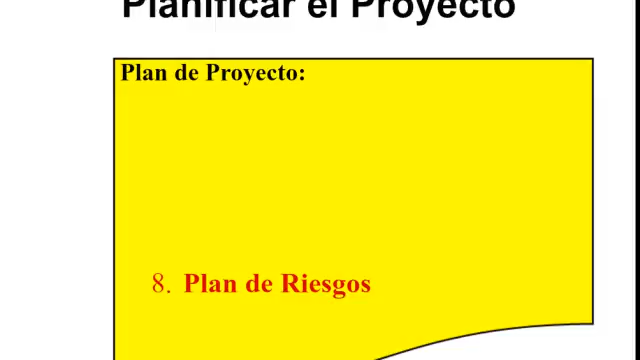 Planificar el Proyecto
Plan de Proyecto:
8. Plan de Riesgos